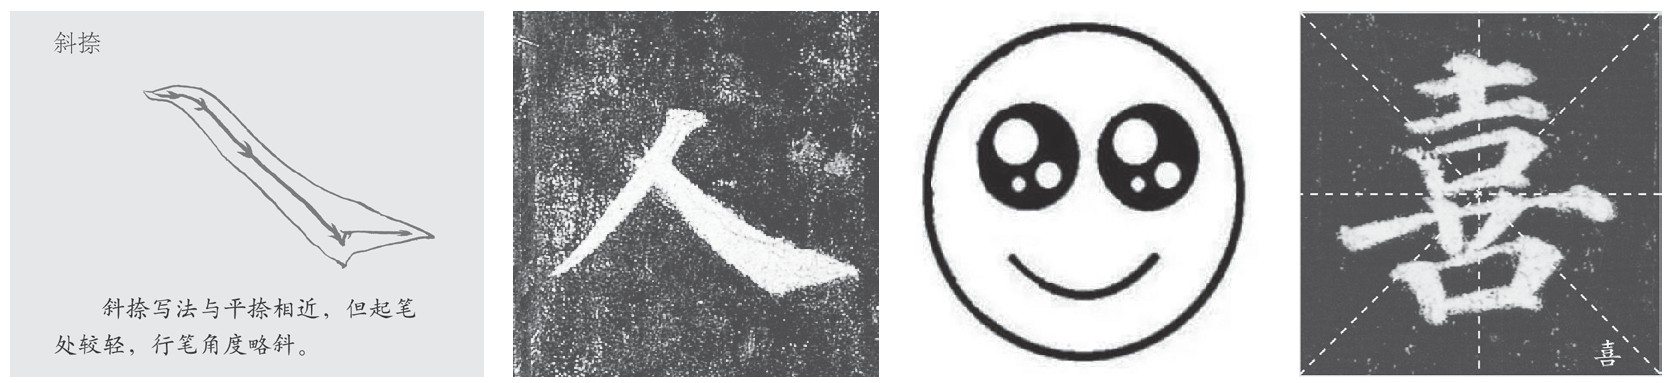 斜捺
斜捺写法与平捺相近，但起笔
处较轻，行笔角度略斜。
人
喜
喜